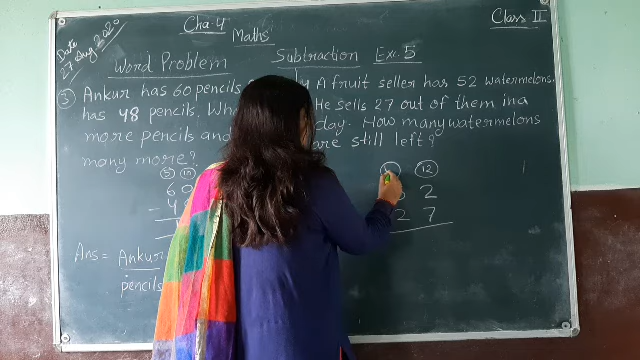 Date
27 Aug 2020
Cha-4
Maths
Class II
Word Problem
Subtraction Ex. 5
③ Ankur has 60 pencils
has 48 pencils.
more pencils and
many more?
5 10
6 0
- 4
Ans = Ankur
pencils
A fruit seller has 52 watermelons.
He sells 27 out of them in a
day. How many watermelons
are still left?
12
2
2 7